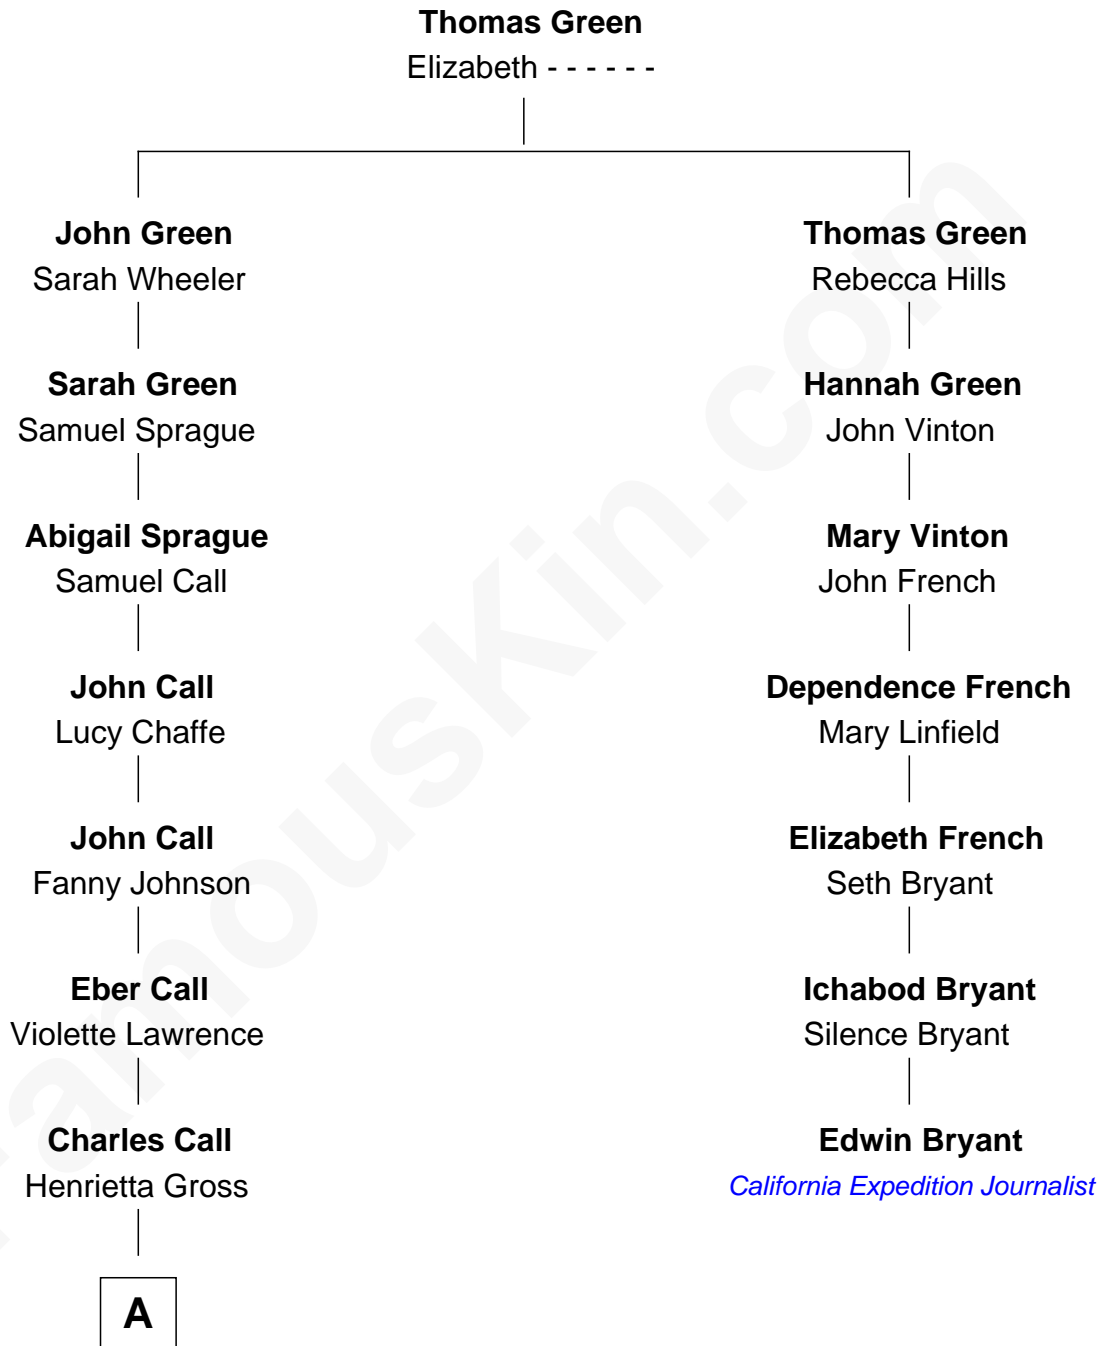 Thomas Green
Elizabeth - - - - - -
John Green
Sarah Wheeler
Thomas Green
Rebecca Hills
Sarah Green
Samuel Sprague
Hannah Green
John Vinton
Abigail Sprague
Samuel Call
Mary Vinton
John French
John Call
Lucy Chaffe
Dependence French
Mary Linfield
John Call
Fanny Johnson
Elizabeth French
Seth Bryant
Eber Call
Violette Lawrence
Ichabod Bryant
Silence Bryant
Charles Call
Henrietta Gross
Edwin Bryant
California Expedition Journalist
A
FamousKin.com